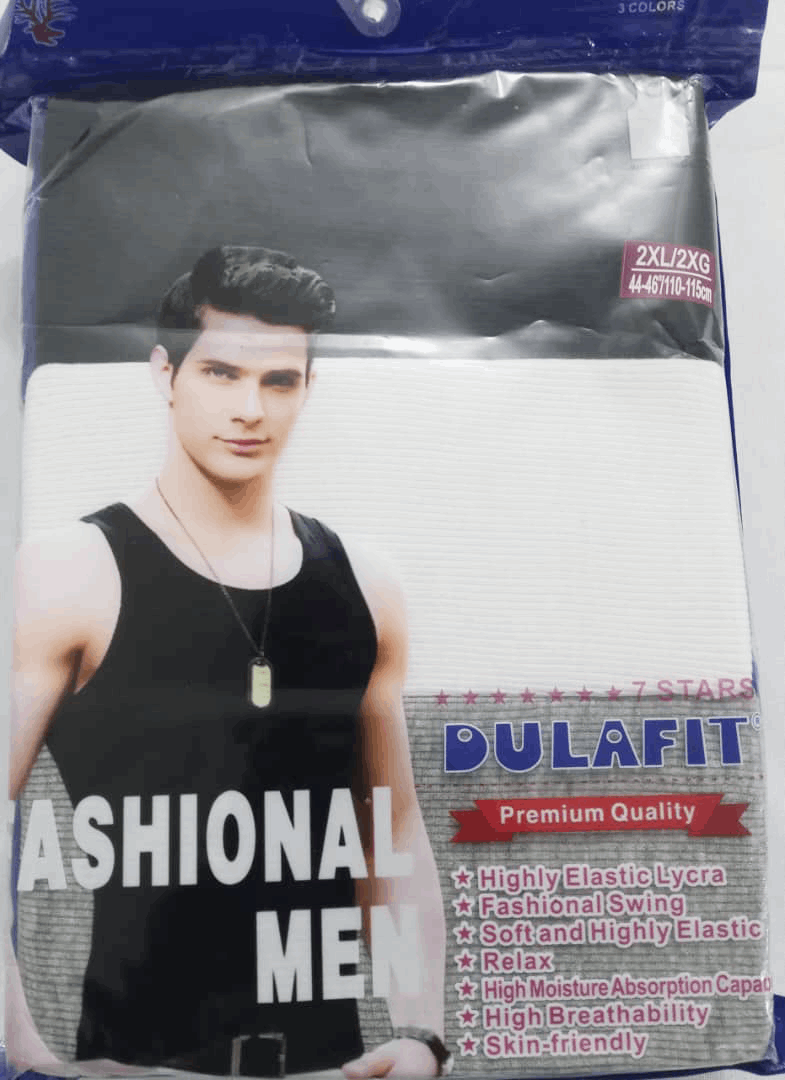 3 COLORS
2XL/2XG
44-46"/110-115cm
7 STARS
DULAFIT
ASHIONAL
MEN
Premium Quality
Highly Elastic Lycra
Fashional Swing
Soft and Highly Elastic
Relax
High Moisture Absorption Capac
High Breathability
Skin-friendly